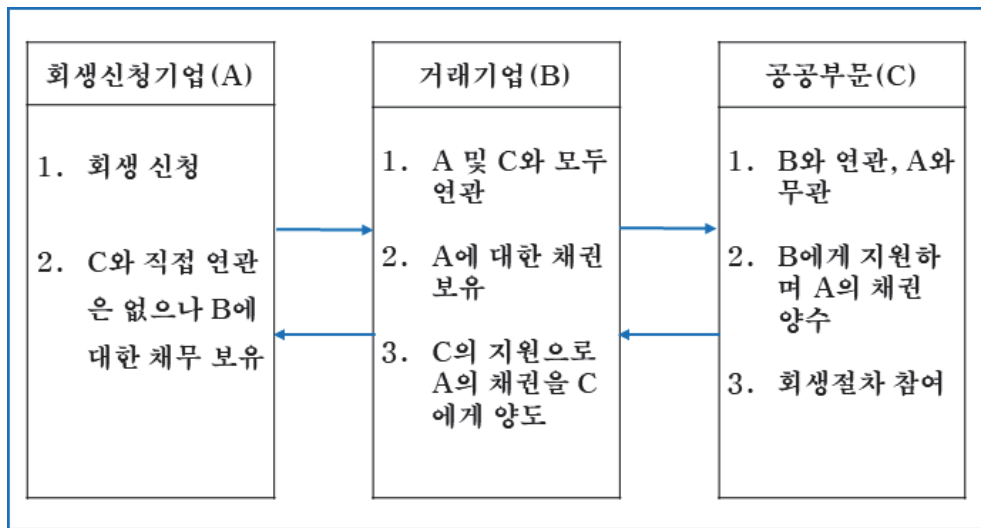 회생신청기업(A)
1. 회생 신청
2. C와 직접 연관
은 없으나 B에
대한 채무 보유
거래기업(B)
1. A 및 C와 모두
연관
2. A에 대한 채권
보유
3. C의 지원으로
A의 채권을 C
에게 양도
공공부문(C)
1. B와 연관, A와
무관
2. B에게 지원하
며 A의 채권
양수
3. 회생절차 참여